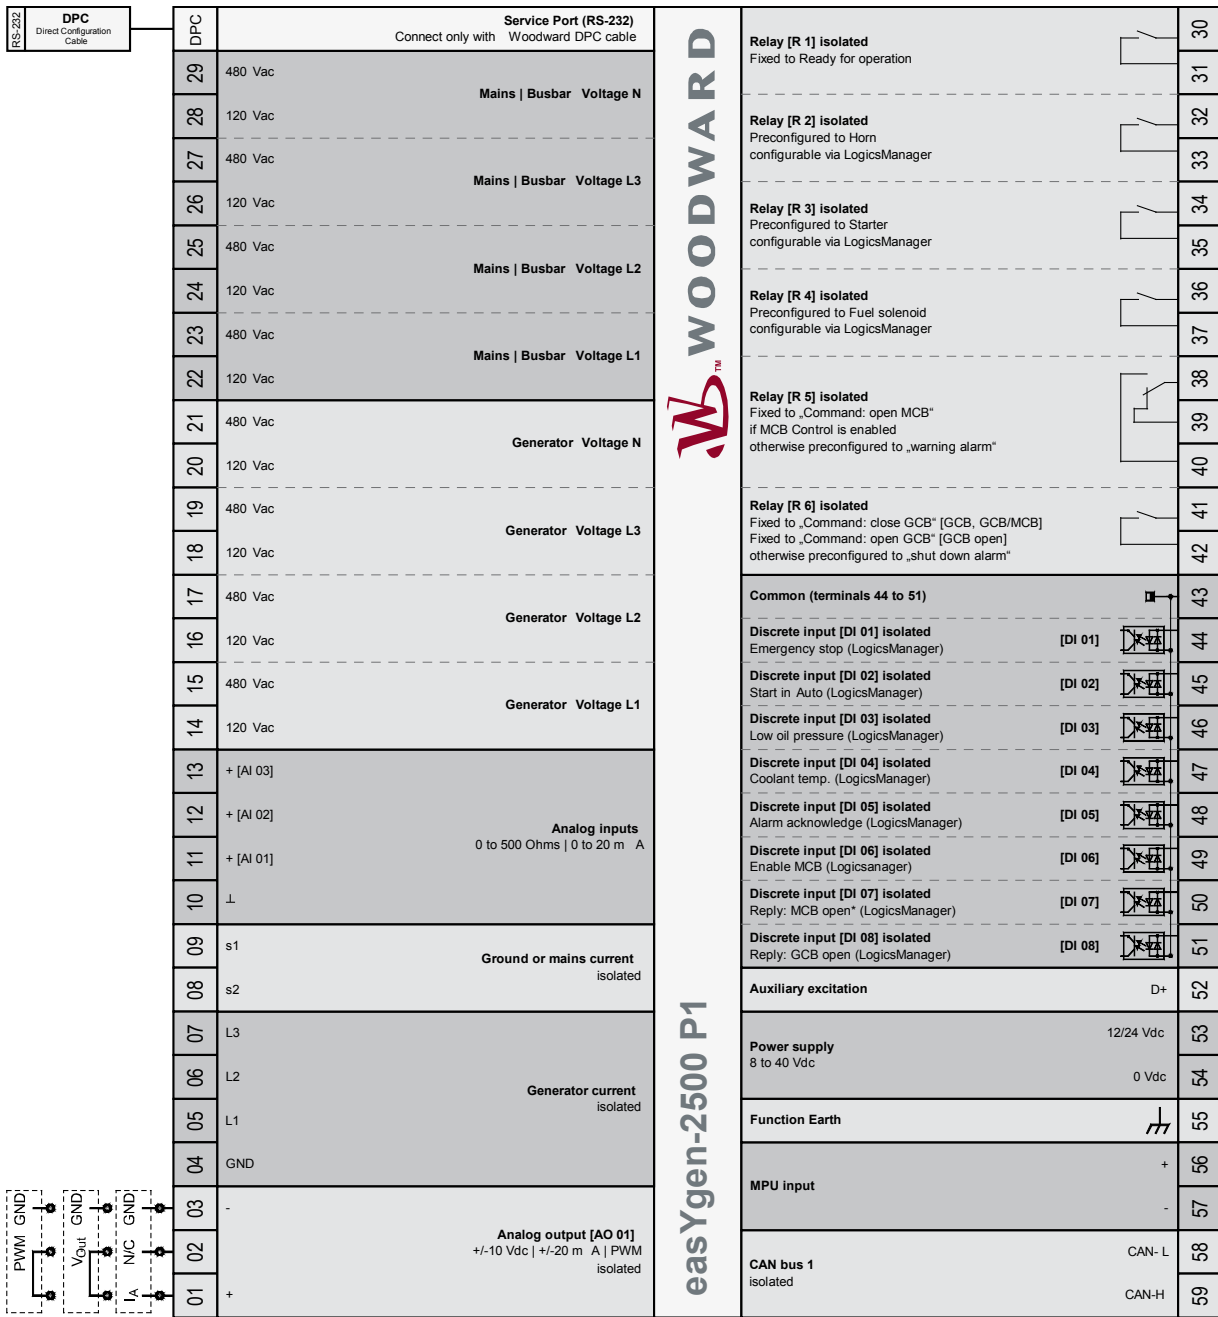 RS-232
DPC
Direct Configuration
Cable
DPC
Service Port (RS-232)
Connect only with Woodward DPC cable
29
480 Vac
Mains | Busbar Voltage N
28
120 Vac
27
480 Vac
Mains | Busbar Voltage L3
26
120 Vac
25
480 Vac
Mains | Busbar Voltage L2
24
120 Vac
23
480 Vac
Mains | Busbar Voltage L1
22
120 Vac
21
480 Vac
Generator Voltage N
20
120 Vac
19
480 Vac
Generator Voltage L3
18
120 Vac
17
480 Vac
Generator Voltage L2
16
120 Vac
15
480 Vac
Generator Voltage L1
14
120 Vac
13
+ [AI 03]
12
+ [AI 02]
Analog inputs
0 to 500 Ohms | 0 to 20 m A
11
+ [AI 01]
10
⊥
09
s1
Ground or mains current
isolated
08
s2
07
L3
06
L2
Generator current
isolated
05
L1
04
GND
03
-
Analog output [AO 01]
+/-10 Vdc | +/-20 m A | PWM
isolated
02
01
+
PWM GND
VOut GND
IA N/C GND
WOODWARD
TM
W
easYgen-2500 P1
Relay [R 1] isolated
Fixed to Ready for operation
30
31
Relay [R 2] isolated
Preconfigured to Horn
configurable via LogicsManager
32
33
Relay [R 3] isolated
Preconfigured to Starter
configurable via LogicsManager
34
35
Relay [R 4] isolated
Preconfigured to Fuel solenoid
configurable via LogicsManager
36
37
Relay [R 5] isolated
Fixed to „Command: open MCB“
if MCB Control is enabled
otherwise preconfigured to „warning alarm“
38
39
40
Relay [R 6] isolated
Fixed to „Command: close GCB“ [GCB, GCB/MCB]
Fixed to „Command: open GCB“ [GCB open]
otherwise preconfigured to „shut down alarm“
41
42
Common (terminals 44 to 51)
43
Discrete input [DI 01] isolated
Emergency stop (LogicsManager)
[DI 01]
44
Discrete input [DI 02] isolated
Start in Auto (LogicsManager)
[DI 02]
45
Discrete input [DI 03] isolated
Low oil pressure (LogicsManager)
[DI 03]
46
Discrete input [DI 04] isolated
Coolant temp. (LogicsManager)
[DI 04]
47
Discrete input [DI 05] isolated
Alarm acknowledge (LogicsManager)
[DI 05]
48
Discrete input [DI 06] isolated
Enable MCB (Logicsanager)
[DI 06]
49
Discrete input [DI 07] isolated
Reply: MCB open* (LogicsManager)
[DI 07]
50
Discrete input [DI 08] isolated
Reply: GCB open (LogicsManager)
[DI 08]
51
Auxiliary excitation
D+
52
Power supply
8 to 40 Vdc
12/24 Vdc
53
0 Vdc
54
Function Earth
55
MPU input
+
56
-
57
CAN bus 1
isolated
CAN- L
58
CAN-H
59